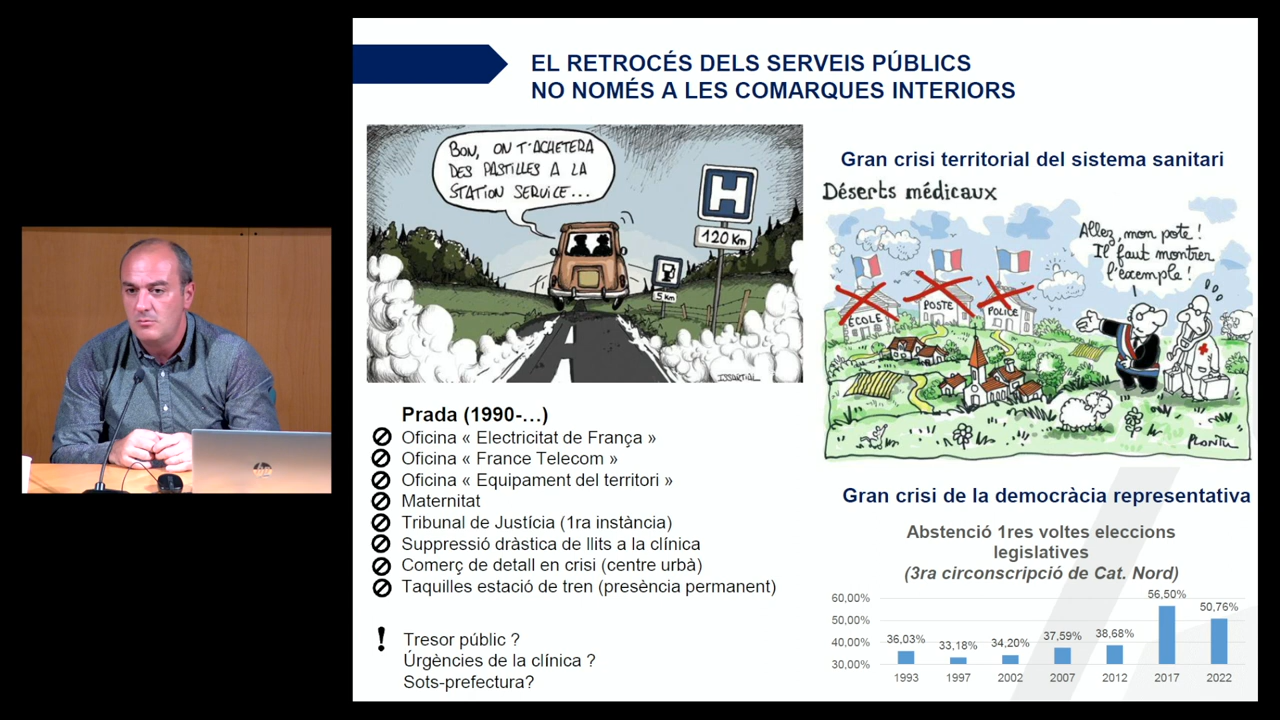 EL RETROCÉS DELS SERVEIS PÚBLICS
NO NOMÉS A LES COMARQUES INTERIORS
BON, ON T'ACHETERA
DES PASTILLES A LA
STATION SERVICE...
H
120 Km
5 Km
ISSARTIAL
Prada (1990-…)
Oficina « Electricitat de França »
Oficina « France Telecom »
Oficina « Equipament del territori »
Maternitat
Tribunal de Justícia (1ra instància)
Suppressió dràstica de llits a la clínica
Comerç de detall en crisi (centre urbà)
Taquilles estació de tren (presència permanent)
! Tresor públic ?
Úrgències de la clínica ?
Sots-prefectura?
Gran crisi territorial del sistema sanitari
Déserts médicaux
Allez, mon pote !
Il faut montrer
l'exemple !
ÉCOLE
POSTE
POLICE
PLANTU
Gran crisi de la democràcia representativa
Abstenció 1res voltes eleccions
legislatives
(3ra circonscripció de Cat. Nord)
60,00%
50,00%
40,00%
30,00%
36,03%
33,18%
34,20%
37,59%
38,68%
56,50%
50,76%
1993 1997 2002 2007 2012 2017 2022
hp